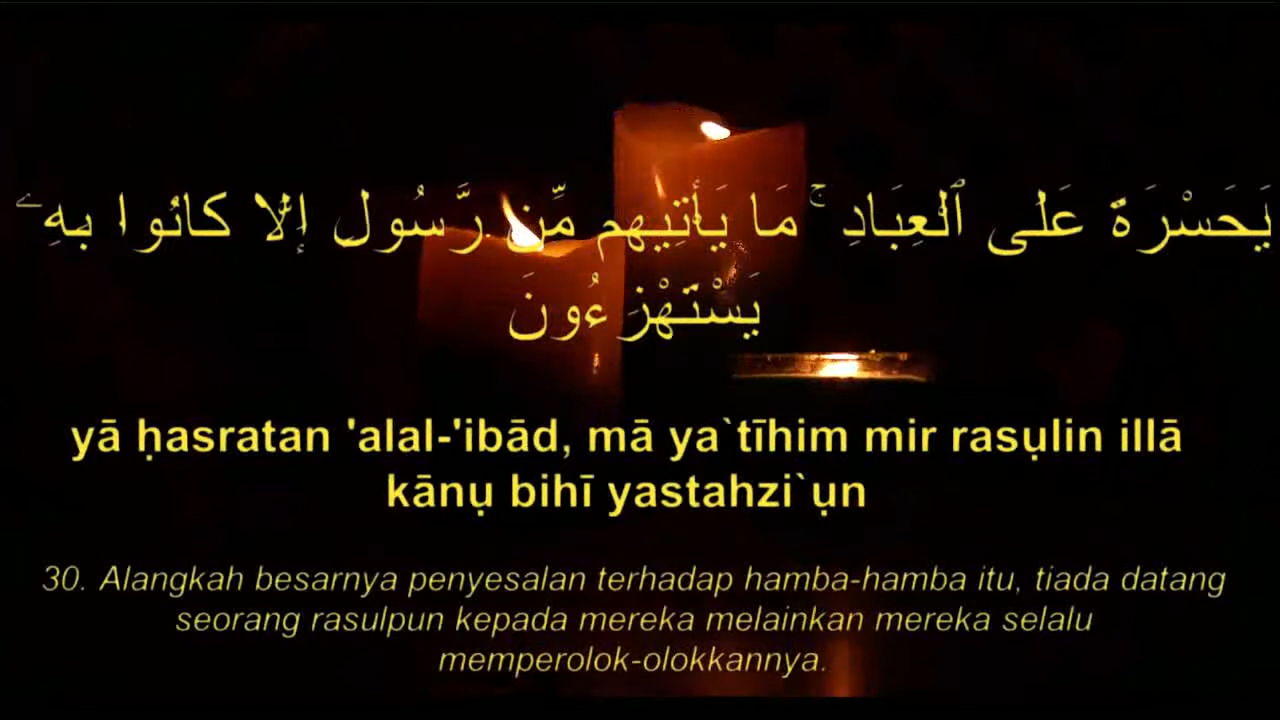 يَحَسْرَةً عَلَى ٱلْعِبَادِ ۚ مَا يَأْتِيهِم مِّن رَّسُولٍ إِلَّا كَانُوا۟ بِهِۦ
يَسْتَهْزِءُونَ
yā ḥasratan 'alal-'ibād, mā ya`tīhim mir rasụlin illā
kānụ bihī yastahzi`ụn
30. Alangkah besarnya penyesalan terhadap hamba-hamba itu, tiada datang
seorang rasulpun kepada mereka melainkan mereka selalu
memperolok-olokkannya.